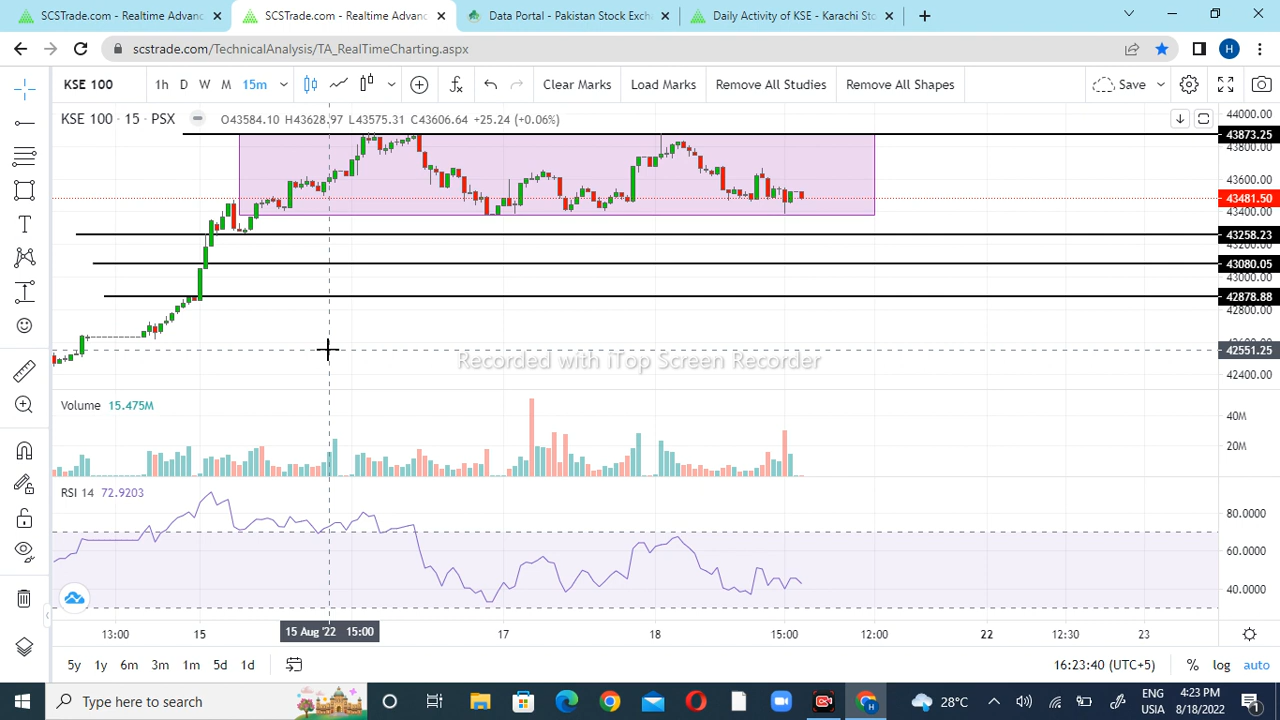 SCSTrade.com - Realtime Advanc
SCSTrade.com - Realtime Advanc
Data Portal - Pakistan Stock Exch
Daily Activity of KSE - Karachi Sto
scstrade.com/TechnicalAnalysis/TA_RealTimeCharting.aspx
H
KSE 100
1h D W M 15m
Clear Marks
Load Marks
Remove All Studies
Remove All Shapes
Save
KSE 100 · 15 · PSX
O43584.10 H43628.97 L43575.31 C43606.64 +25.24 (+0.06%)
44000.00
43873.25
43800.00
43600.00
43481.50
43400.00
43258.23
43200.00
43080.05
43000.00
42878.88
42800.00
42551.25
42400.00
Recorded with iTop Screen Recorder
Volume 15.475M
40M
20M
RSI 14 72.9203
80.0000
60.0000
40.0000
13:00 15 15 Aug '22 15:00 17 18 15:00 12:00 22 12:30 23
5y 1y 6m 3m 1m 5d 1d
16:23:40 (UTC+5)
% log auto
Type here to search
28°C
ENG
USIA
4:23 PM
8/18/2022
1